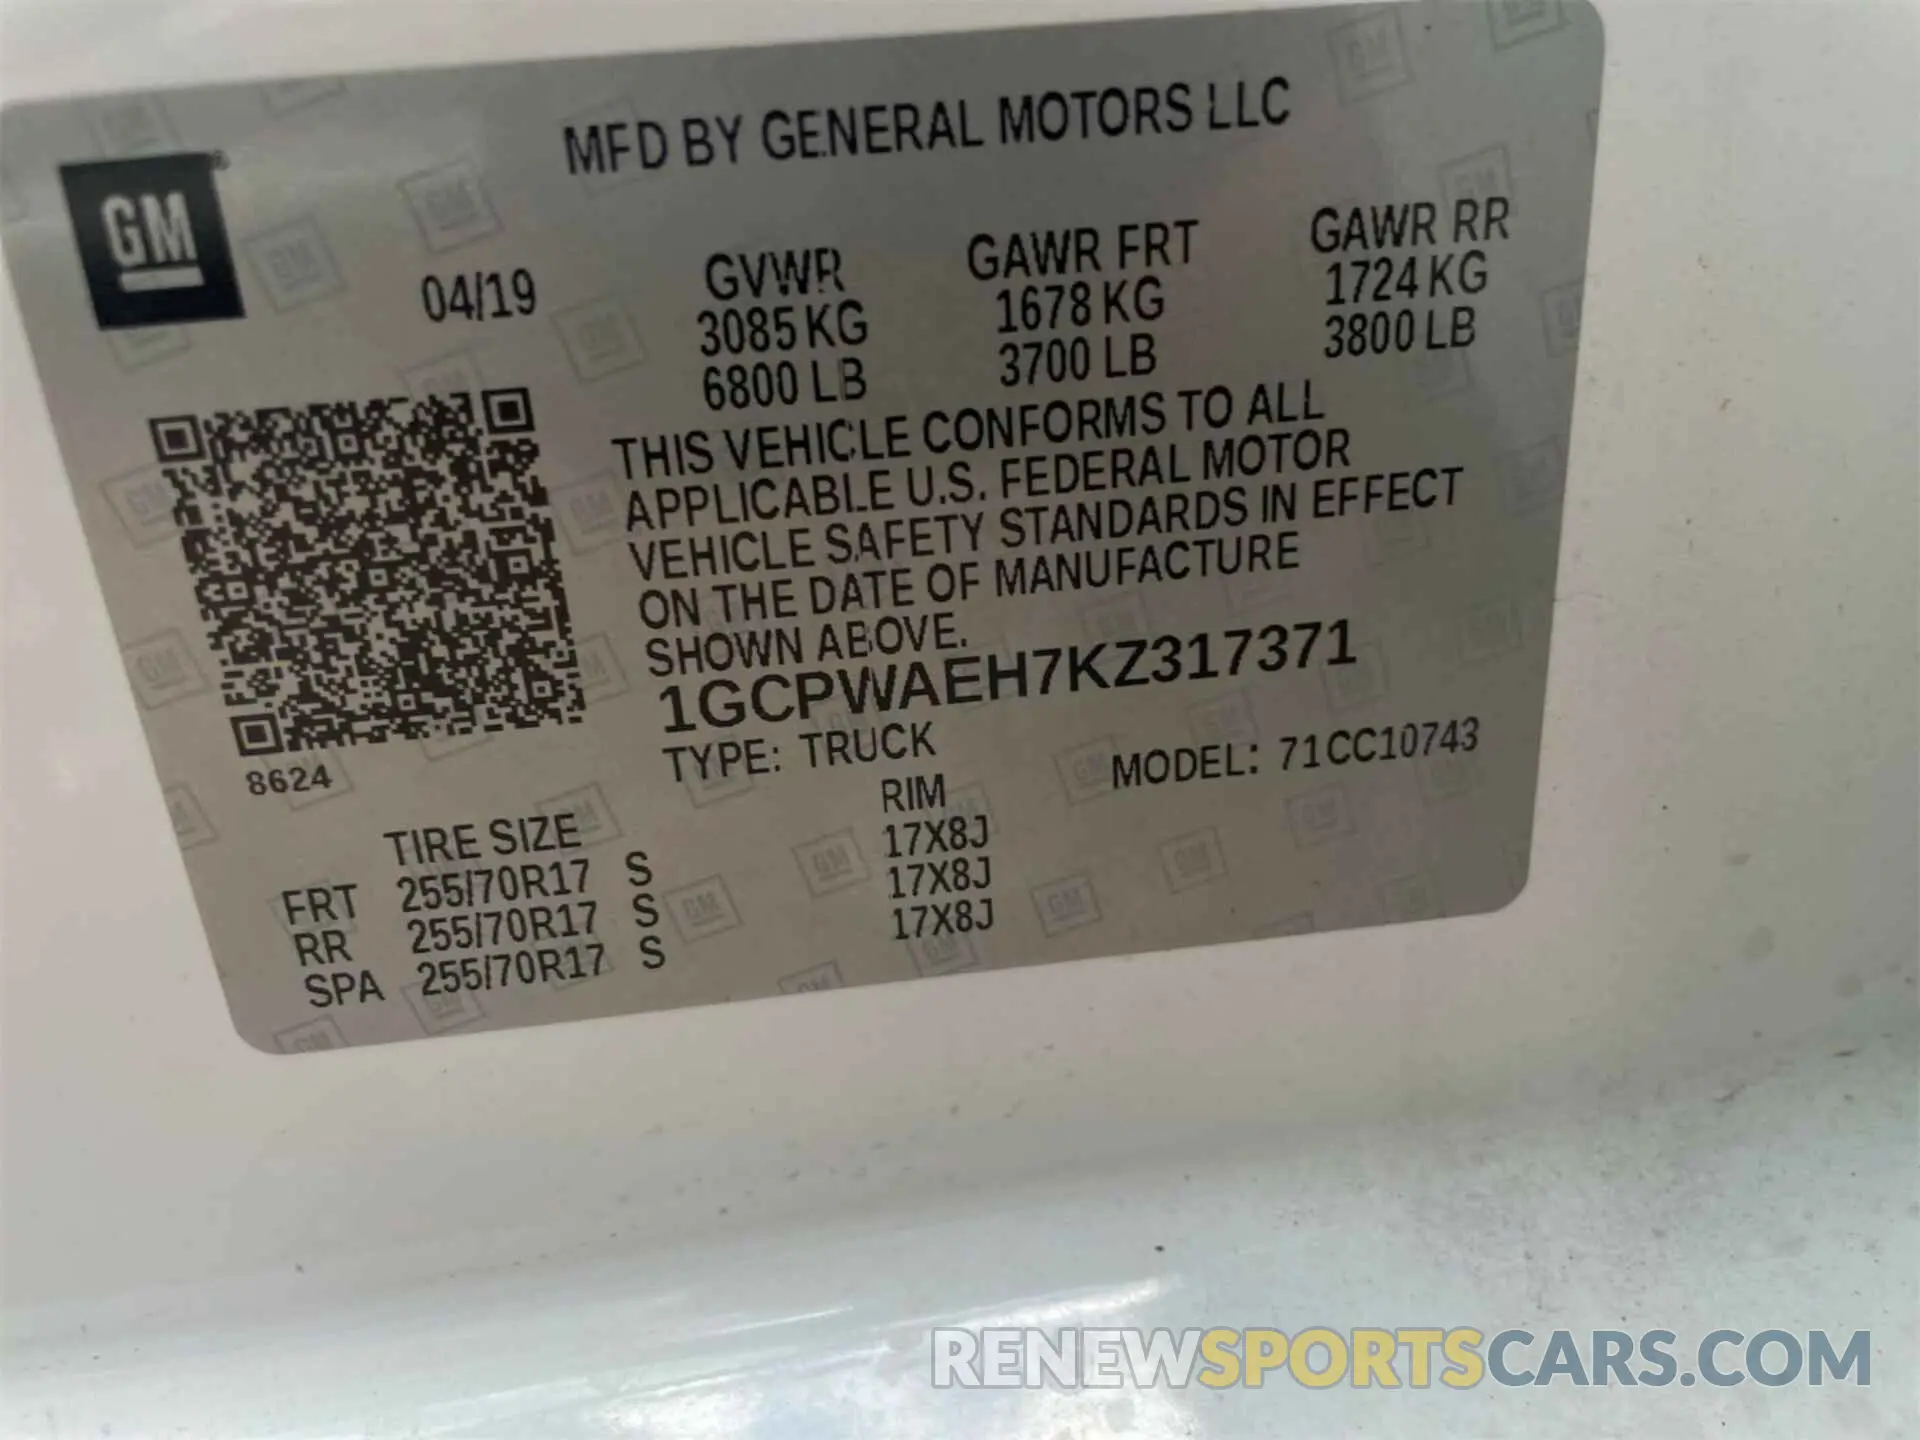 MFD BY GENERAL MOTORS LLC
GM
04/19
GVWR GAWR FRT GAWR RR
3085 KG 1678 KG 1724 KG
6800 LB 3700 LB 3800 LB
THIS VEHICLE CONFORMS TO ALL
APPLICABLE U.S. FEDERAL MOTOR
VEHICLE SAFETY STANDARDS IN EFFECT
ON THE DATE OF MANUFACTURE
SHOWN ABOVE.
1GCPWAEH7KZ317371
8624
TYPE: TRUCK MODEL: 71CC10743
TIRE SIZE RIM
FRT 255/70R17 S 17X8J
RR 255/70R17 S 17X8J
SPA 255/70R17 S 17X8J
RENEWSPORTSCARS.COM